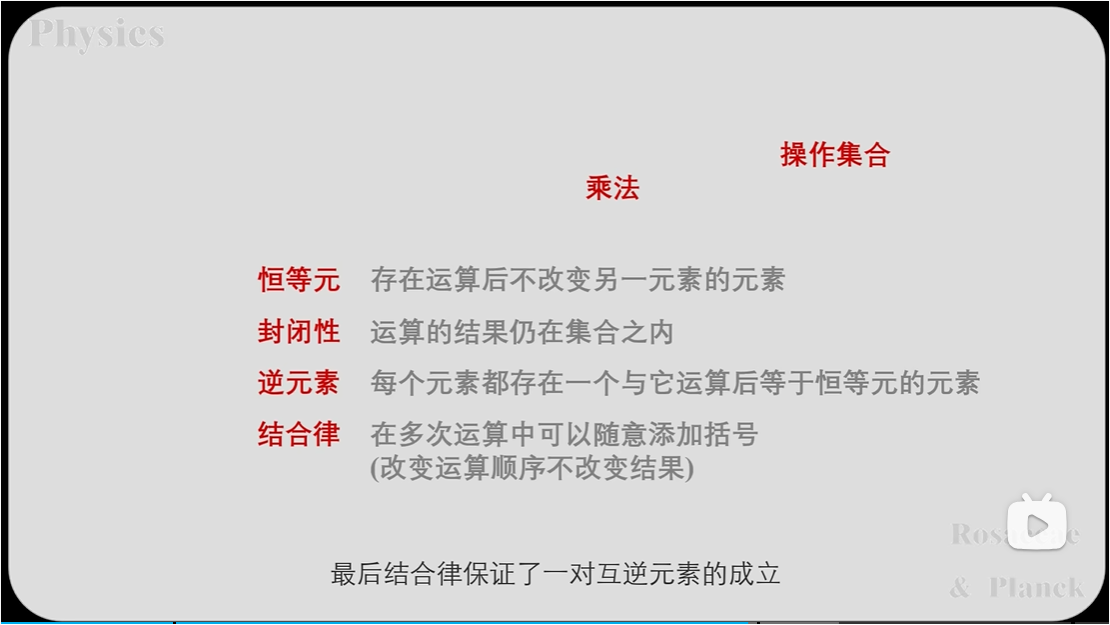 Physics
操作集合
乘法
恒等元 存在运算后不改变另一元素的元素
封闭性 运算的结果仍在集合之内
逆元素 每个元素都存在一个与它运算后等于恒等元的元素
结合律 在多次运算中可以随意添加括号
(改变运算顺序不改变结果)
最后结合律保证了一对互逆元素的成立
& Planck